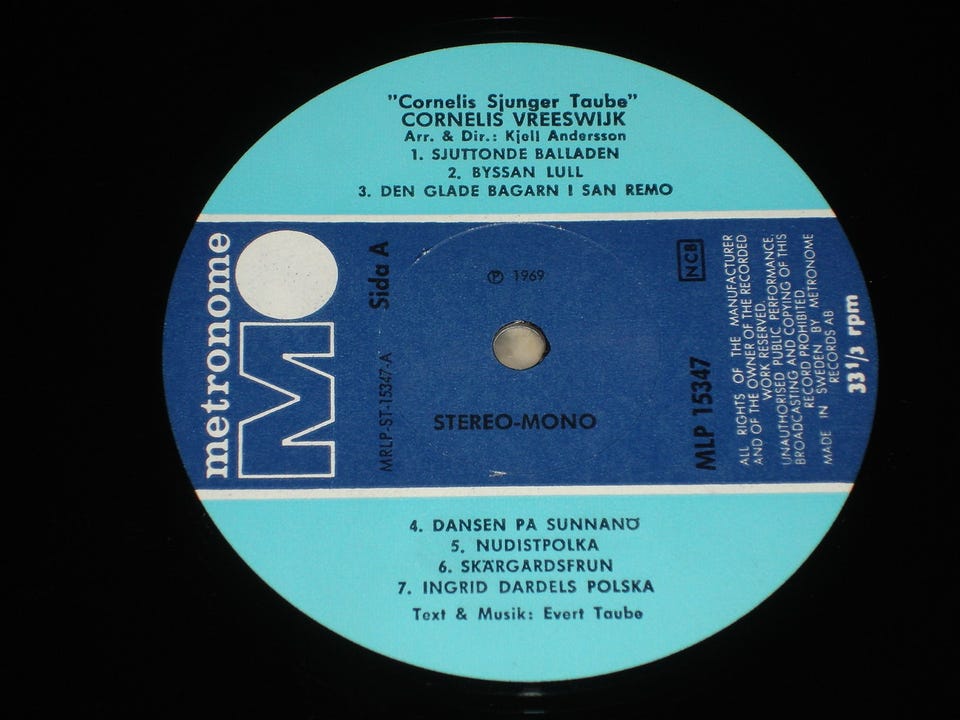 "Cornelis Sjunger Taube"
CORNELIS VREESWIJK
Arr. & Dir.: Kjell Andersson
1. SJUTTONDE BALLADEN
2. BYSSAN LULL
3. DEN GLADE BAGARN I SAN REMO
metronome
M
Sida A
MRLP-ST-15347-A
℗ 1969
STEREO-MONO
NCB
MLP 15347
ALL RIGHTS OF THE MANUFACTURER
AND OF THE OWNER OF THE RECORDED
WORK RESERVED.
UNAUTHORISED PUBLIC PERFORMANCE,
BROADCASTING AND COPYING OF THIS
RECORD PROHIBITED
MADE IN SWEDEN BY METRONOME
RECORDS AB
33 1/3 rpm
4. DANSEN PÅ SUNNANÖ
5. NUDISTPOLKA
6. SKÄRGÅRDSFRUN
7. INGRID DARDELS POLSKA
Text & Musik: Evert Taube